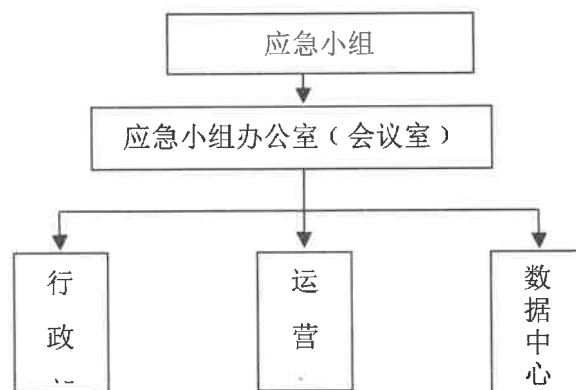 应急小组
应急小组办公室（会议室）
行政
运营
数据中心